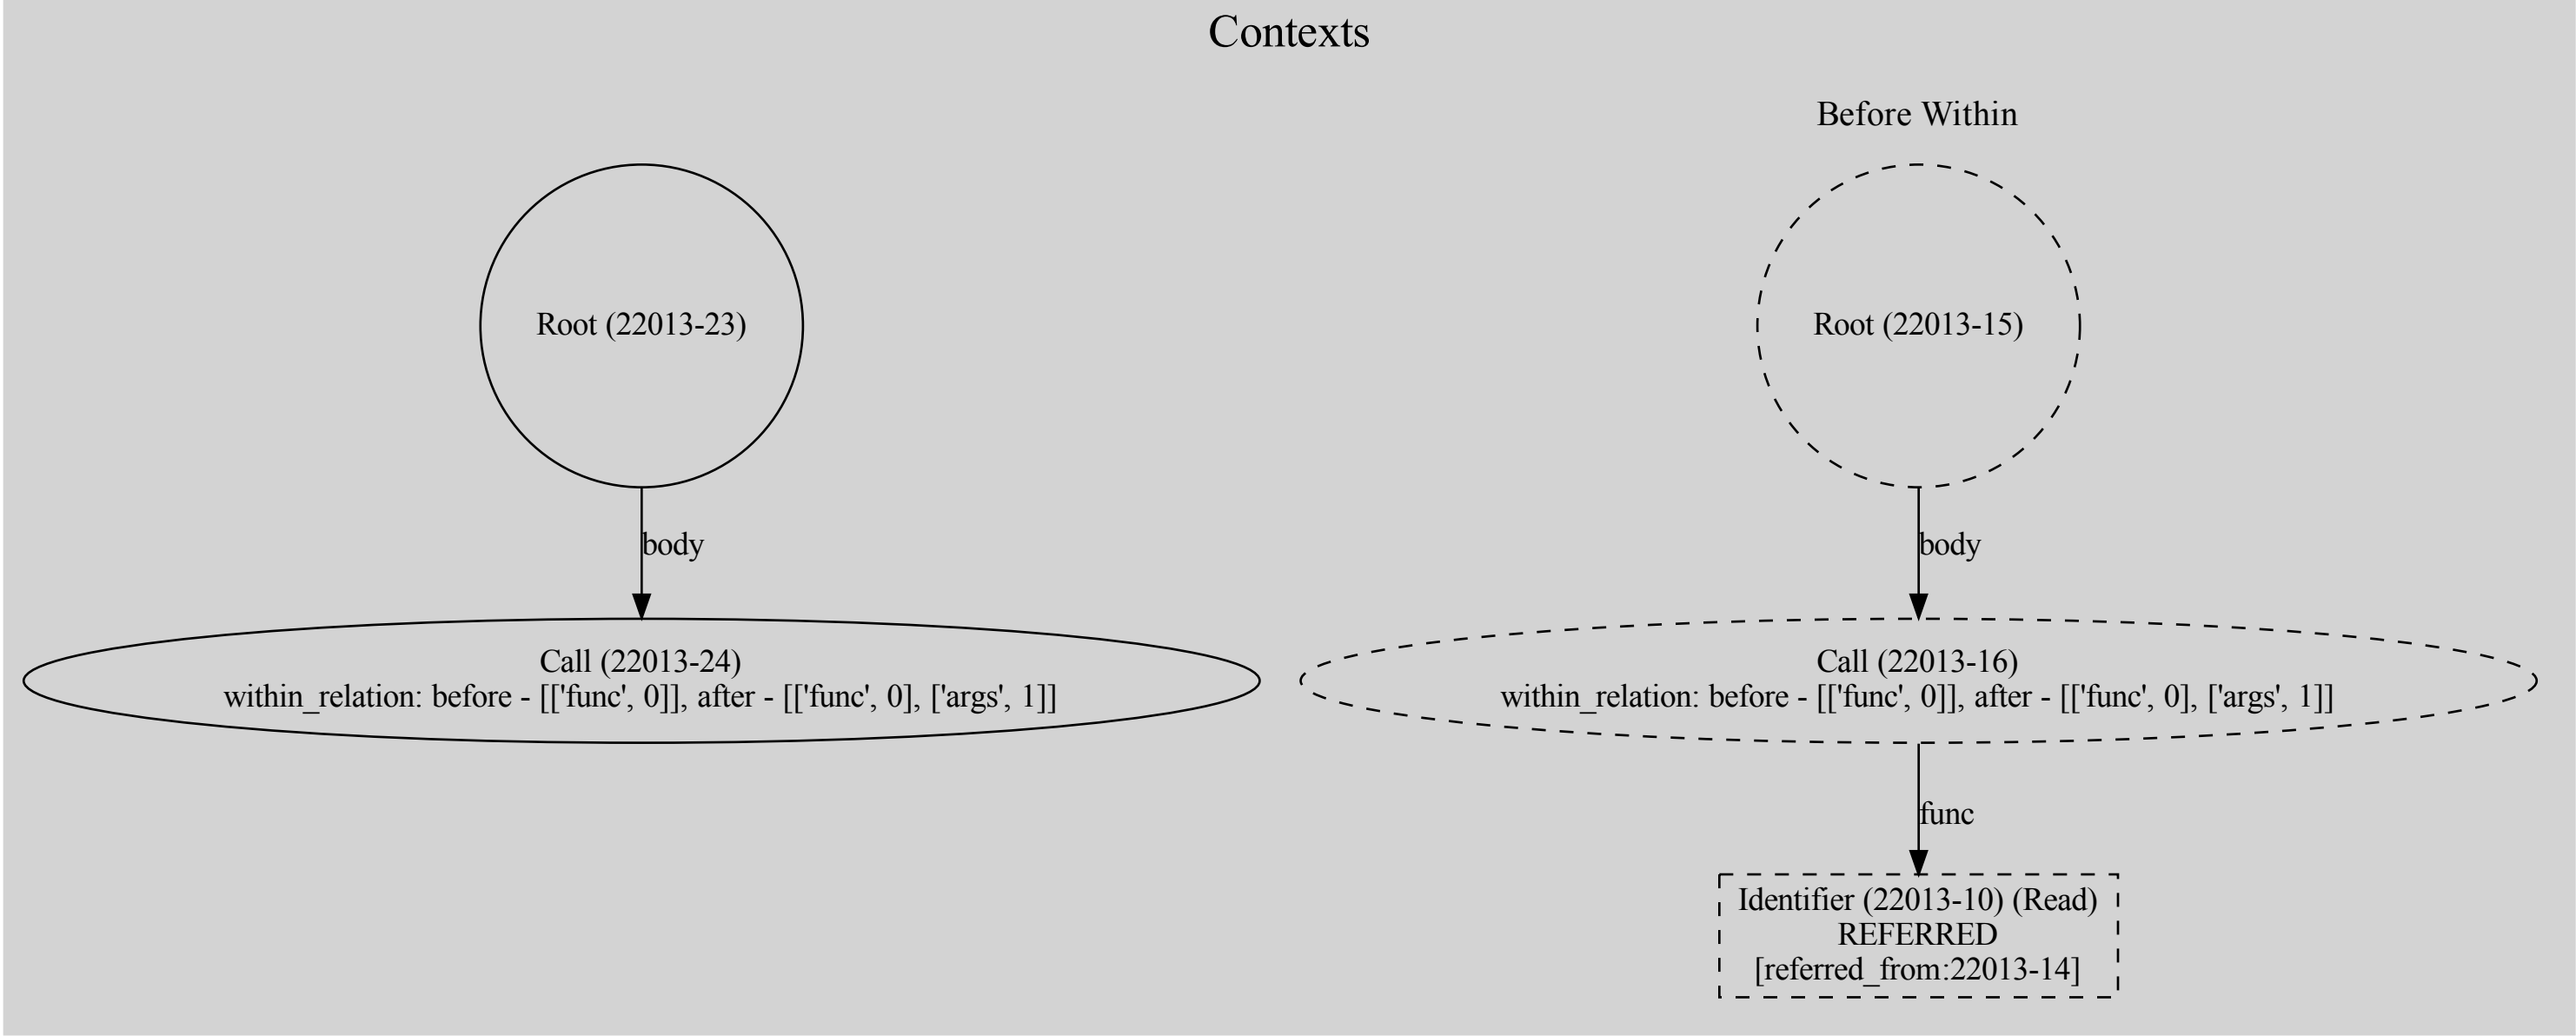 Contexts
Before Within
Root (22013-23)
Root (22013-15)
body
body
Call (22013-24)
within_relation: before - [['func', 0]], after - [['func', 0], ['args', 1]]
Call (22013-16)
within_relation: before - [['func', 0]], after - [['func', 0], ['args', 1]]
func
Identifier (22013-10) (Read)
REFERRED
[referred_from:22013-14]